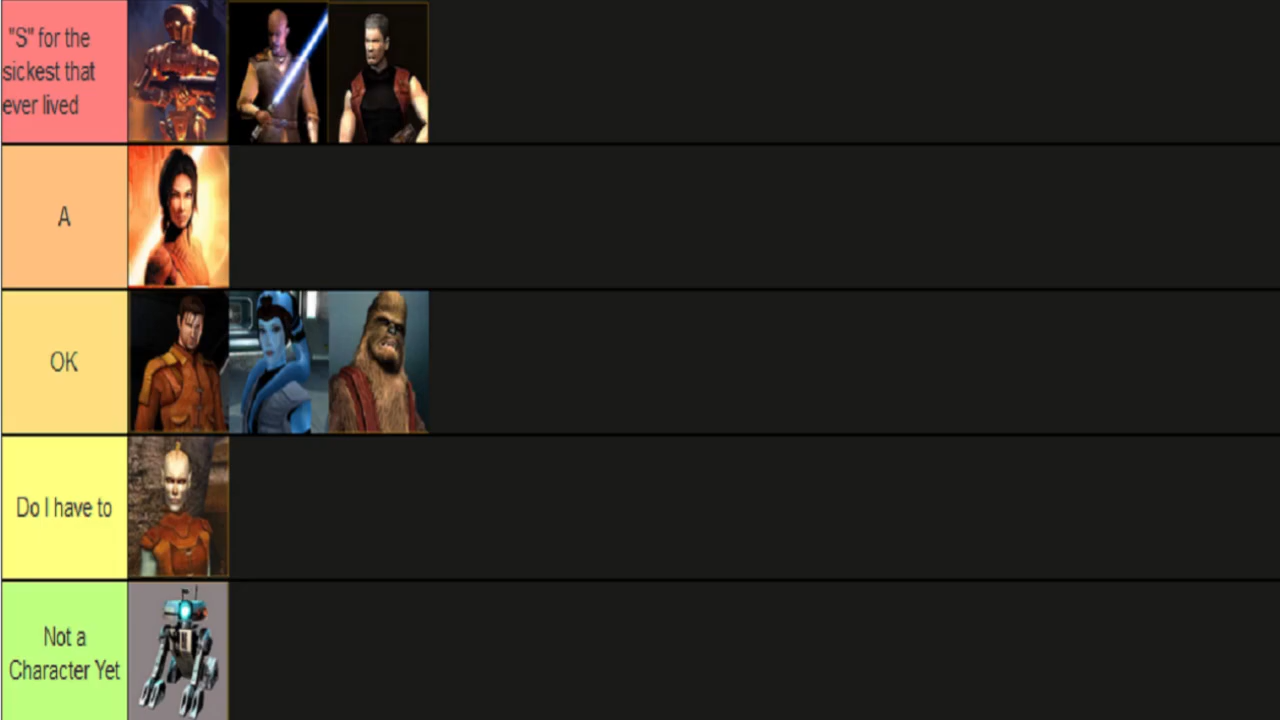 "S" for the
sickest that
ever lived
A
OK
Do I have to
Not a
Character Yet